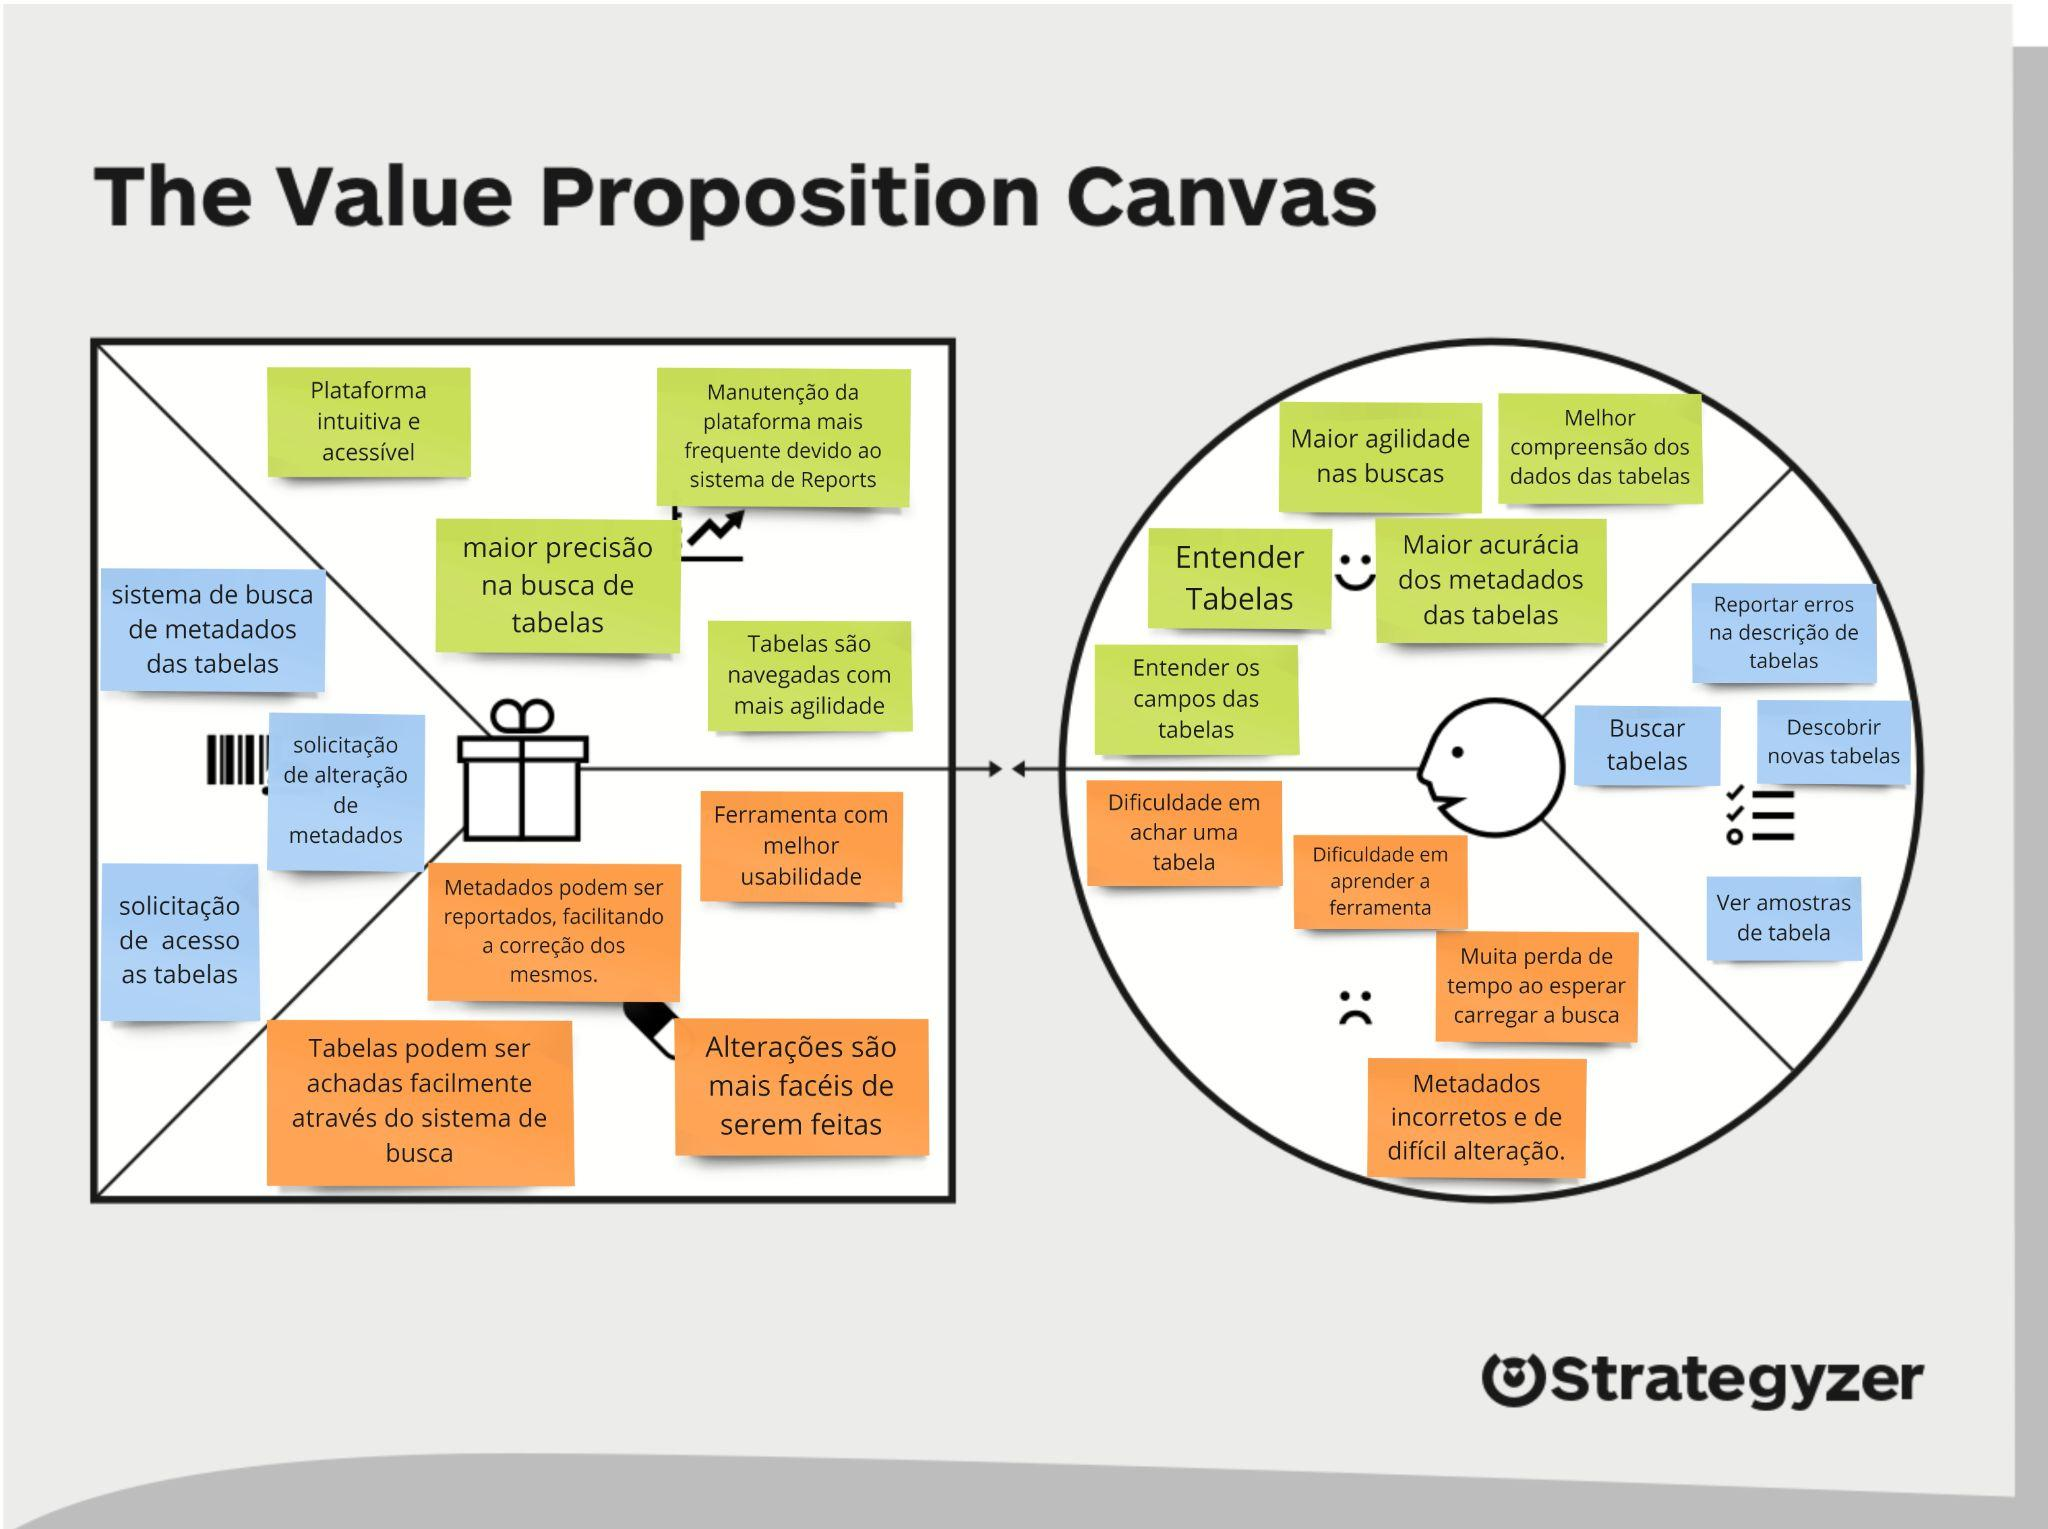 The Value Proposition Canvas
Plataforma
intuitiva e
acessível
Manutenção da
plataforma mais
frequente devido ao
sistema de Reports
maior precisão
na busca de
tabelas
Tabelas são
navegadas com
mais agilidade
sistema de busca
de metadados
das tabelas
solicitação
de alteração
de
metadados
solicitação
de acesso
as tabelas
Ferramenta com
melhor
usabilidade
Metadados podem ser
reportados, facilitando
a correção dos
mesmos.
Tabelas podem ser
achadas facilmente
através do sistema de
busca
Alterações são
mais facéis de
serem feitas
Maior agilidade
nas buscas
Melhor
compreensão dos
dados das tabelas
Entender
Tabelas
Maior acurácia
dos metadados
das tabelas
Entender os
campos das
tabelas
Reportar erros
na descrição de
tabelas
Buscar
tabelas
Descobrir
novas tabelas
Ver amostras
de tabela
Dificuldade em
achar uma
tabela
Dificuldade em
aprender a
ferramenta
Muita perda de
tempo ao esperar
carregar a busca
Metadados
incorretos e de
difícil alteração.
Strategyzer